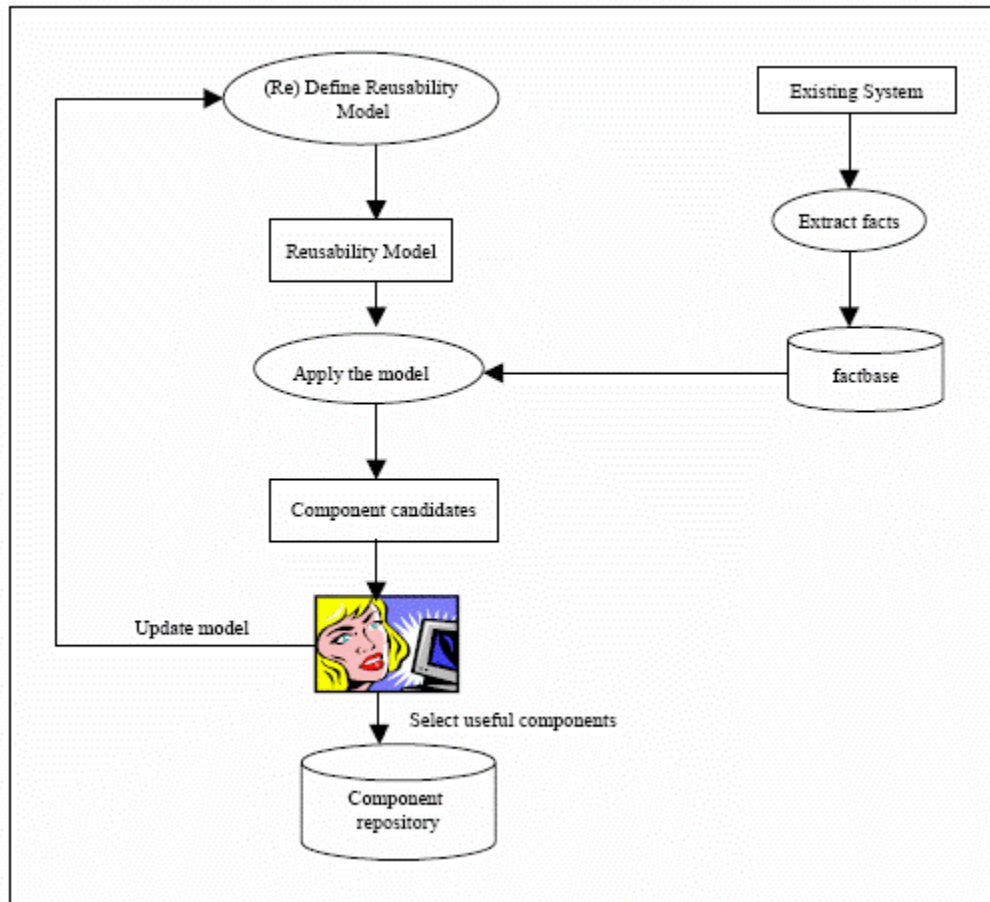 (Re) Define Reusability
Model
Existing System
Extract facts
Reusability Model
Apply the model
factbase
Component candidates
Update model
Select useful components
Component
repository